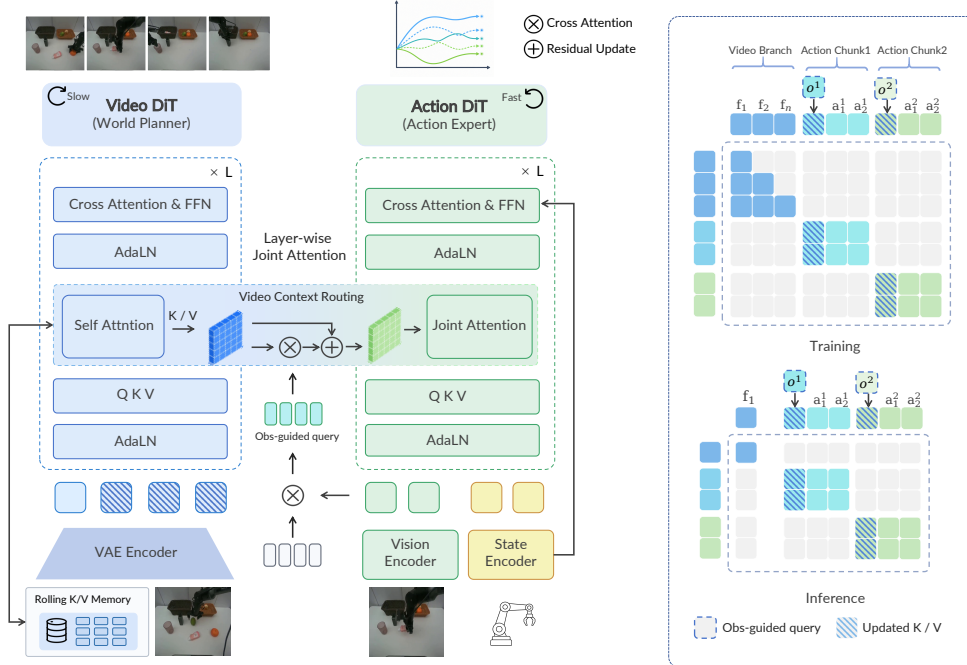 Cross Attention
Residual Update
Slow
Video DiT
(World Planner)
Fast
Action DiT
(Action Expert)
× L
× L
Cross Attention & FFN
Cross Attention & FFN
AdaLN
Layer-wise
Joint Attention
AdaLN
Video Context Routing
Self Attntion
K / V
Joint Attention
Q K V
Q K V
Obs-guided query
AdaLN
AdaLN
VAE Encoder
Vision
Encoder
State
Encoder
Rolling K/V Memory
Video Branch
Action Chunk1
Action Chunk2
o¹
o²
f₁ f₂ fₙ a₁¹ a₂¹ a₁² a₂²
Training
o¹
o²
f₁ a₁¹ a₂¹ a₁² a₂²
Inference
Obs-guided query
Updated K / V